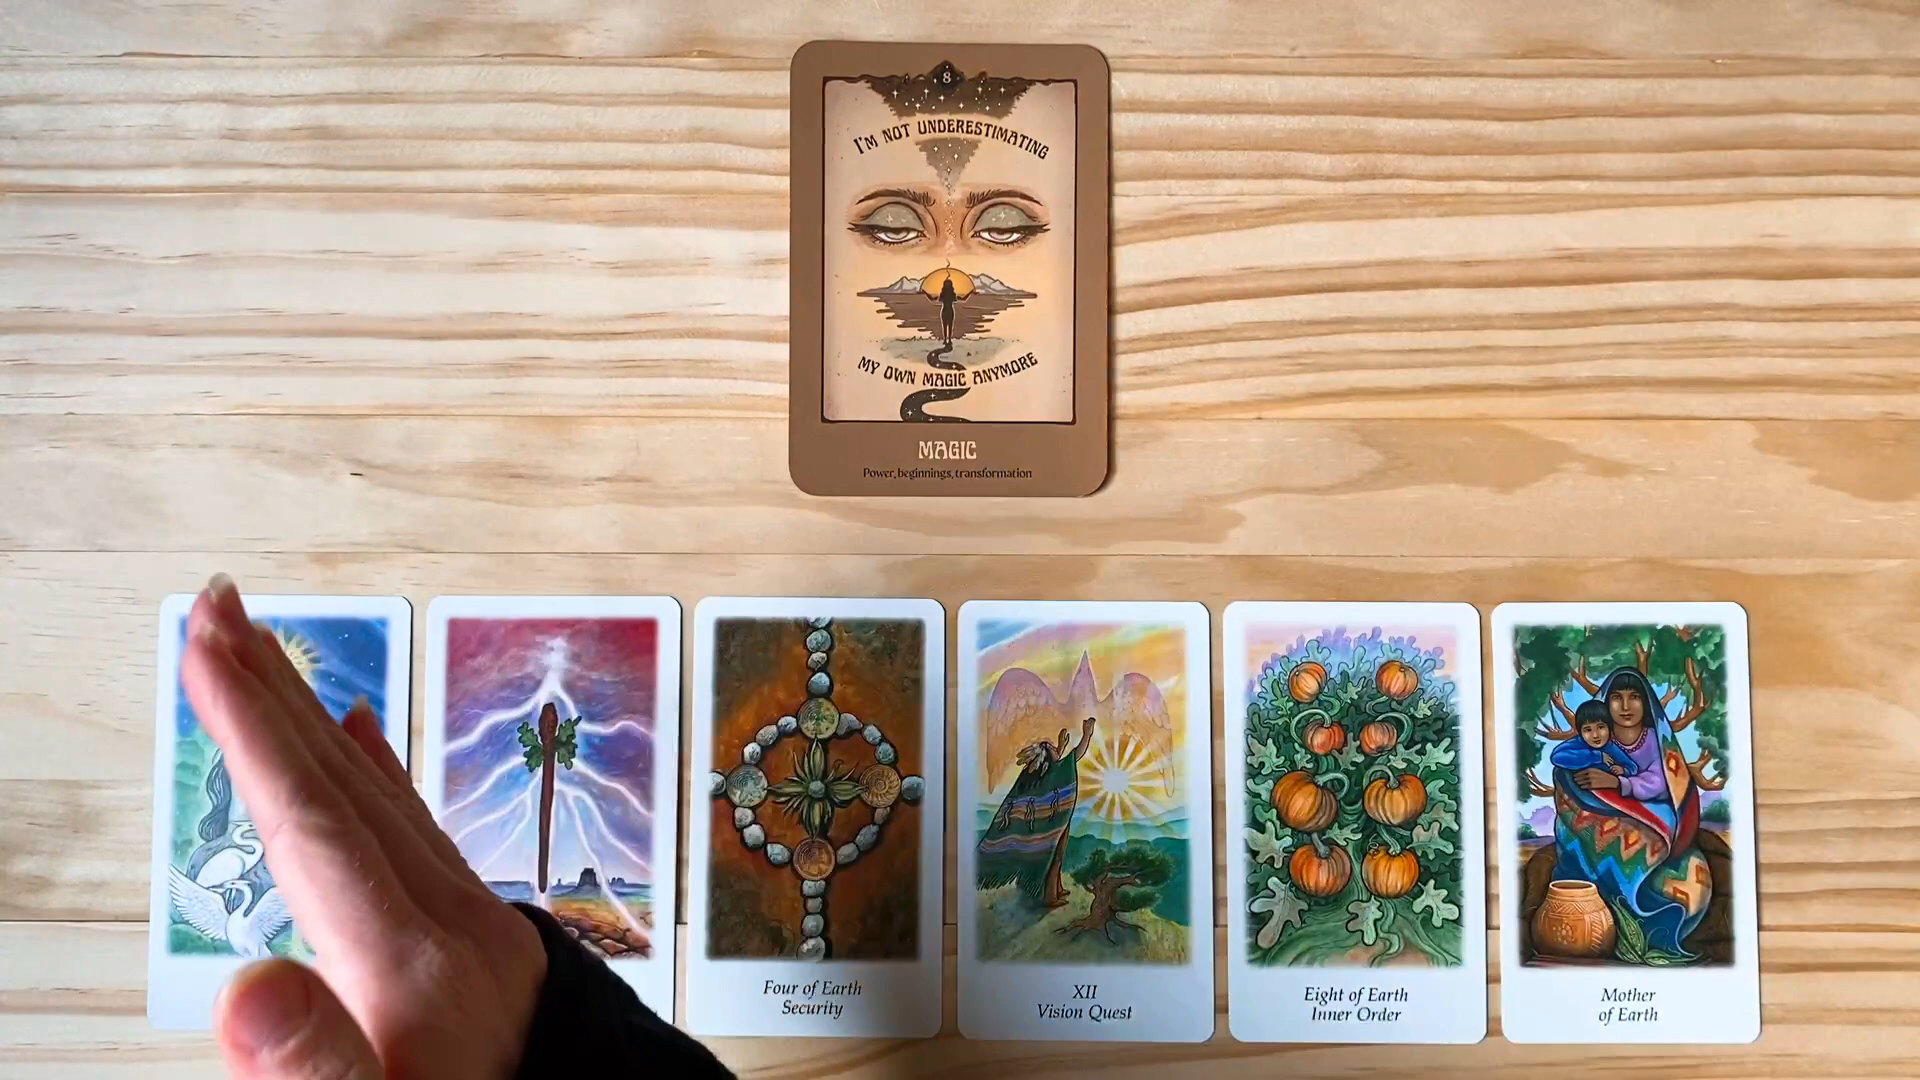 8
I'M NOT UNDERESTIMATING
MY OWN MAGIC ANYMORE
MAGIC
Power, beginnings, transformation
Four of Earth
Security
XII
Vision Quest
Eight of Earth
Inner Order
Mother
of Earth